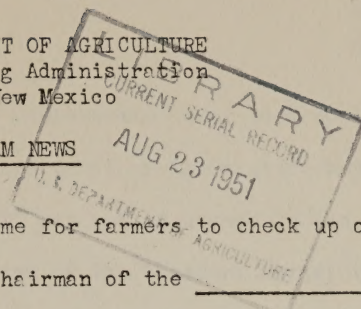 T OF AGRICULTURE
g Administration
ew Mexico
M NEWS
LIBRARY
CURRENT SERIAL RECORD
AUG 23 1951
U. S. DEPARTMENT OF AGRICULTURE
me for farmers to check up o
hairman of the